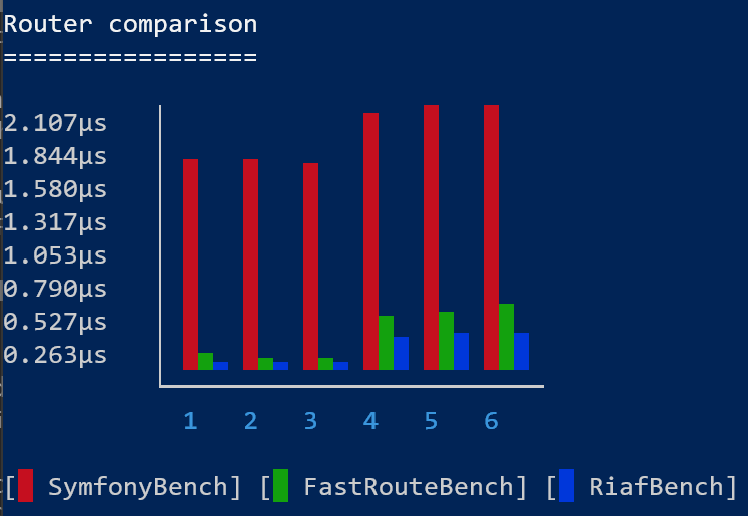 Router comparison
=================
2.107μs
1.844μs
1.580μs
1.317μs
1.053μs
0.790μs
0.527μs
0.263μs
1 2 3 4 5 6
[█ SymfonyBench] [█ FastRouteBench] [█ RiafBench]